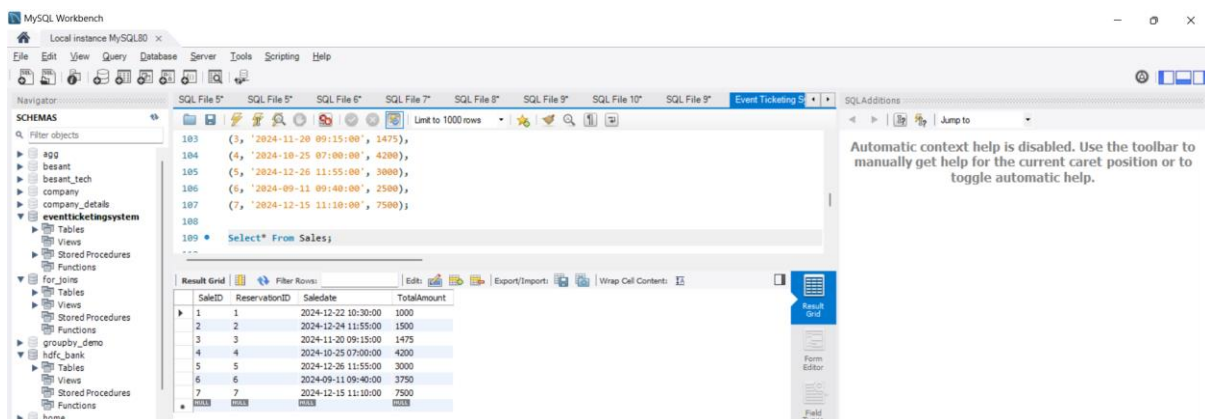 MySQL Workbench
Local instance MySQL80
File Edit View Query Database Server Tools Scripting Help
Navigator
SCHEMAS
Filter objects
agg
besant
besant_tech
company
company_details
eventticketingsystem
Tables
Views
Stored Procedures
Functions
for_joins
Tables
Views
Stored Procedures
Functions
groupby_demo
hdfc_bank
Tables
Views
Stored Procedures
Functions
home
SQL File 5* SQL File 5* SQL File 6* SQL File 7* SQL File 8* SQL File 9* SQL File 10* SQL File 9* Event Ticketing S
Limit to 1000 rows
103 (3, '2024-11-20 09:15:00', 1475),
104 (4, '2024-10-25 07:00:00', 4200),
105 (5, '2024-12-26 11:55:00', 3000),
106 (6, '2024-09-11 09:40:00', 2500),
107 (7, '2024-12-15 11:10:00', 7500);
108
109 Select* From Sales;
Result Grid Filter Rows: Edit: Export/Import: Wrap Cell Content:
SaleID ReservationID Saledate TotalAmount
1 1 2024-12-22 10:30:00 1000
2 2 2024-12-24 11:55:00 1500
3 3 2024-11-20 09:15:00 1475
4 4 2024-10-25 07:00:00 4200
5 5 2024-12-26 11:55:00 3000
6 6 2024-09-11 09:40:00 3750
7 7 2024-12-15 11:10:00 7500
NULL NULL NULL NULL
Result
Grid
Form
Editor
Field
SQLAdditions
Jump to
Automatic context help is disabled. Use the toolbar to
manually get help for the current caret position or to
toggle automatic help.